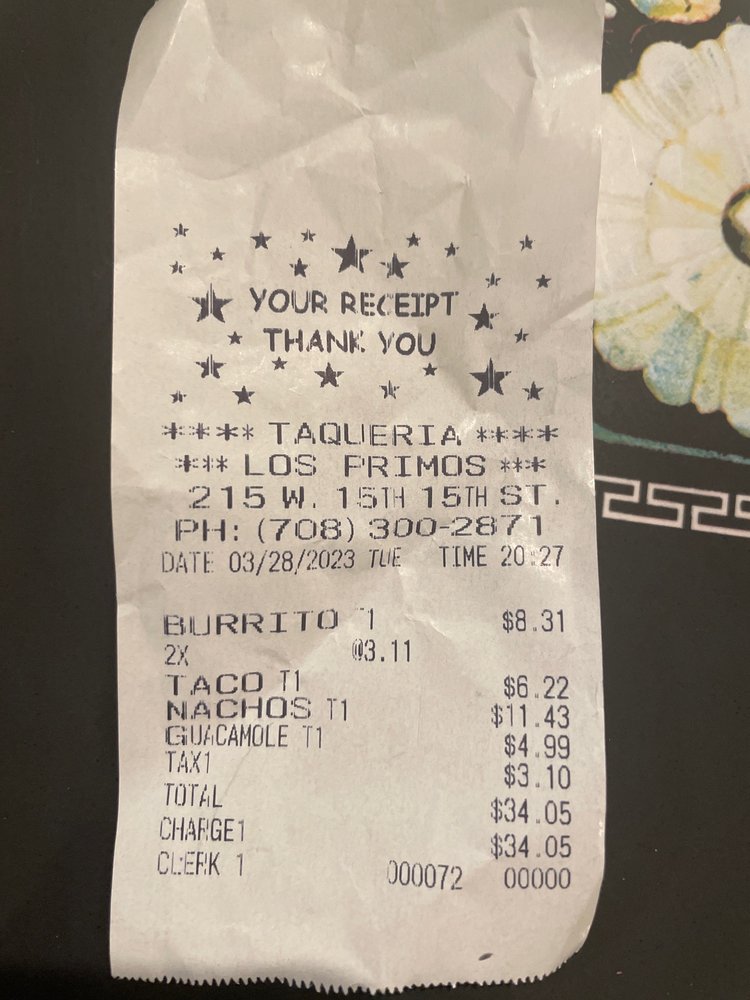 YOUR RECEIPT
THANK YOU
**** TAQUERIA ****
*** LOS PRIMOS ***
215 W. 15TH 15TH ST.
PH: (708) 300-2871
DATE 03/28/2023 TUE TIME 20:27
BURRITO T1 $8.31
2X @3.11
TACO T1 $6.22
NACHOS T1 $11.43
GUACAMOLE T1 $4.99
TAX1 $3.10
TOTAL $34.05
CHARGE1 $34.05
CLERK 1 000072 00000